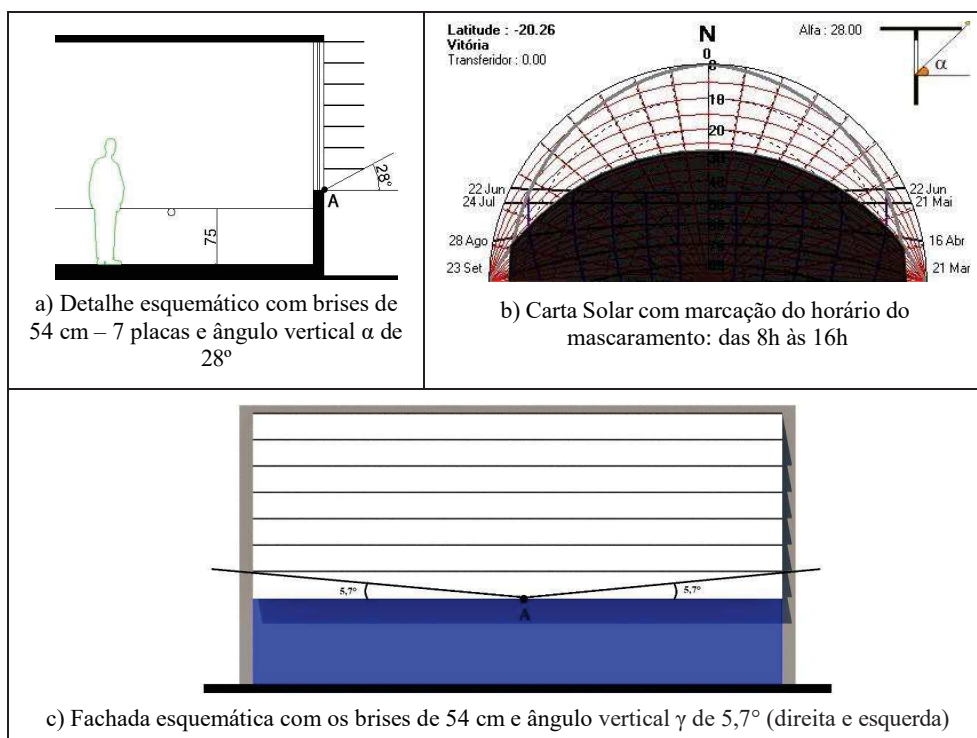 28°
A
75
a) Detalhe esquemático com brises de
54 cm – 7 placas e ângulo vertical α de
28º
Latitude : -20.26
Vitória
Transferidor : 0.00
N
0
Alfa : 28.00
α
10
20
22 Jun
24 Jul
28 Ago
23 Set
22 Jun
21 Mai
16 Abr
21 Mar
b) Carta Solar com marcação do horário do
mascaramento: das 8h às 16h
5,7°
5,7°
A
c) Fachada esquemática com os brises de 54 cm e ângulo vertical γ de 5,7° (direita e esquerda)